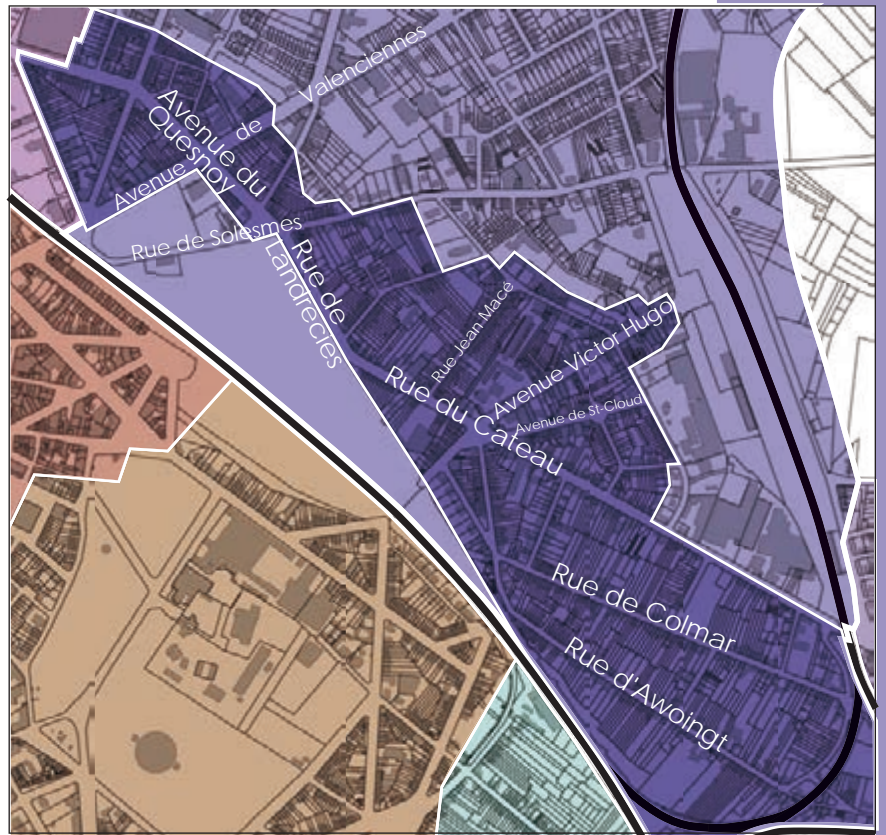 Avenue de Valenciennes
Avenue du
Quesnoy
Rue de Solesmes
Rue de
Landrecies
Rue Jean Macé
Avenue Victor Hugo
Rue du Cateau
Avenue de St-Cloud
Rue de Colmar
Rue d'Awoingt